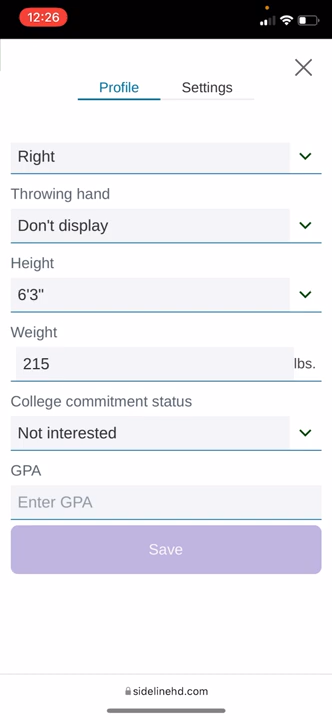 12:26
Profile
Settings
Right
Throwing hand
Don't display
Height
6'3"
Weight
215
lbs.
College commitment status
Not interested
GPA
Enter GPA
Save
sidelinehd.com